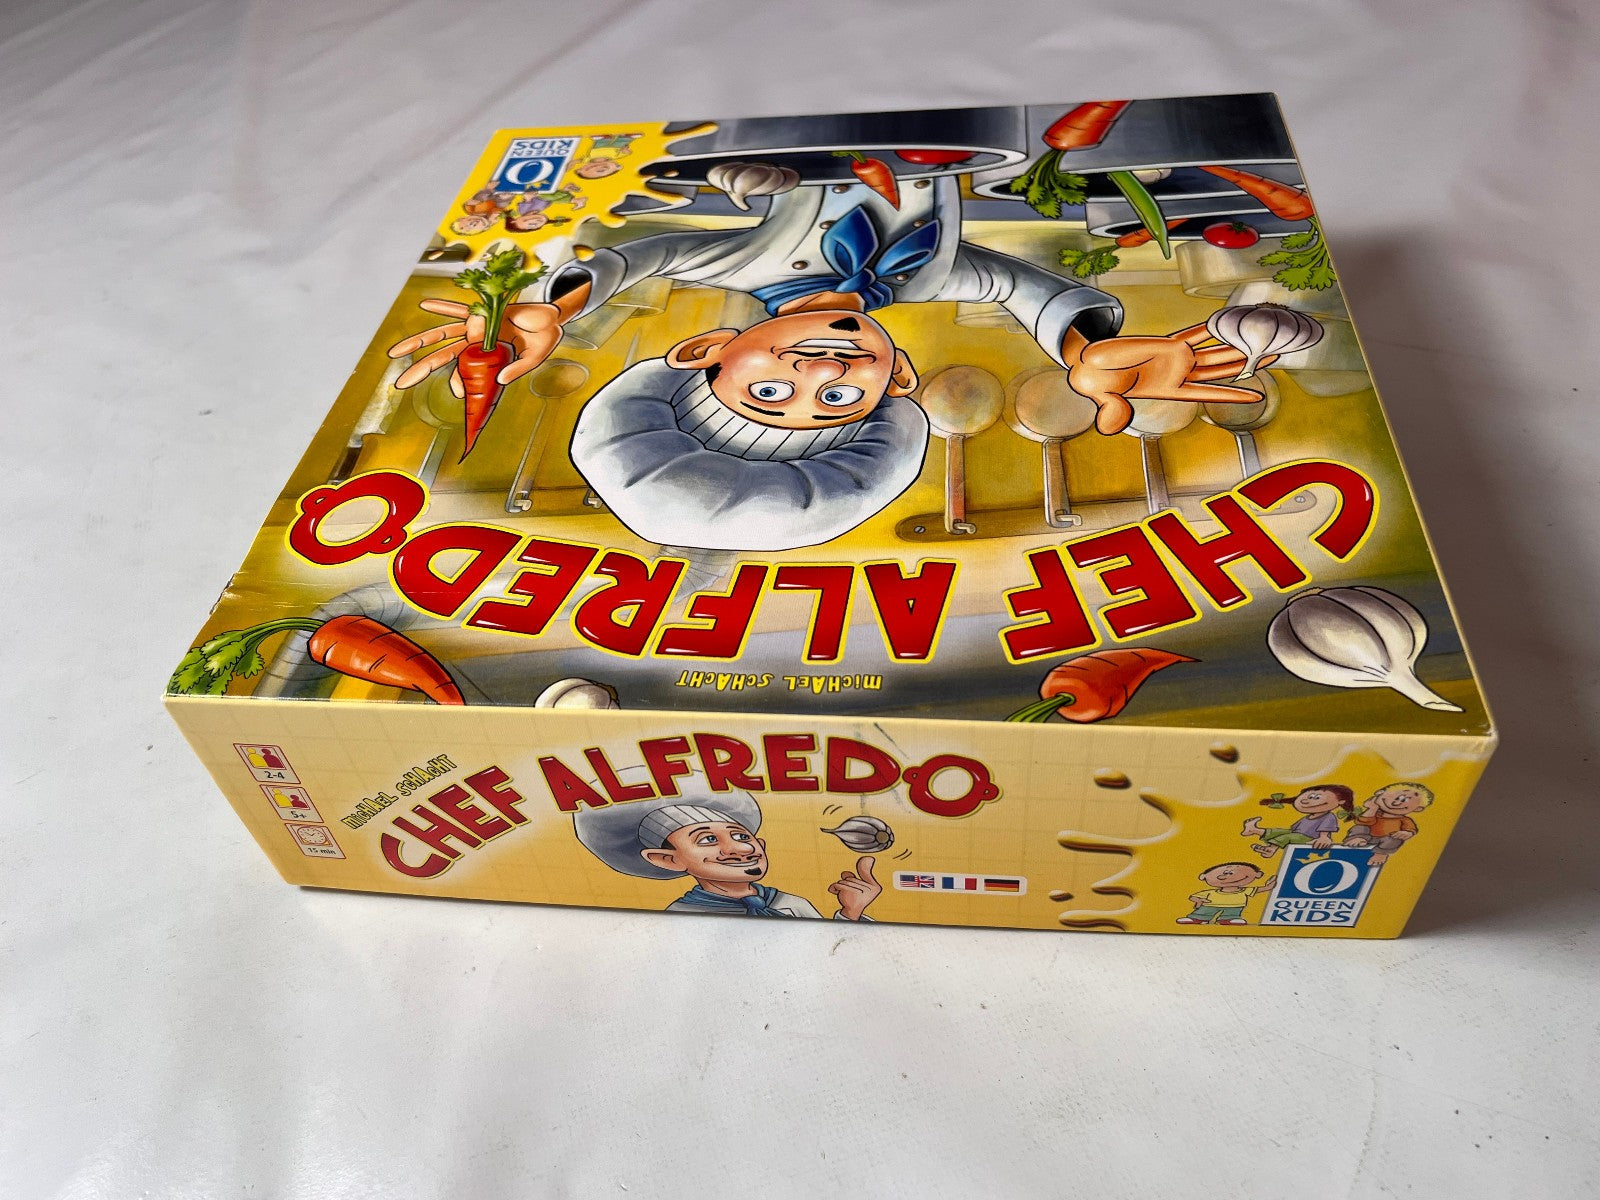 MiCHAEL SCHACHT
CHEF ALFREDO
QUEEN
KIDS
MiCHAEL SCHACHT
CHEF ALFREDO
2-4
5+
15 min
QUEEN
KIDS